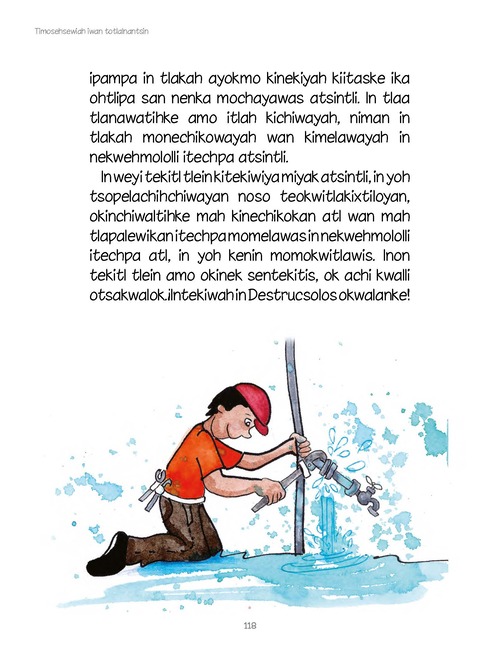 Timosehsewiah iwan totlalnantsin
ipampa in tlakah ayokmo kinekiyah kiitaske ika
ohtlipa san nenka mochayawas atsintli. In tlaa
tlanawatihke amo itlah kichiwayah, niman in
tlakah monechikowayah wan kimelawayah in
nekwehmololli itechpa atsintli.
In weyi tekitl tlein kitekiwiya miyak atsintli, in yoh
tsopelachihchiwayan noso teokwitlakixtiloyan,
okinchiwaltihke mah kinechikokan atl wan mah
tlapalewikan itechpa momelawas in nekwehmololli
itechpa atl, in yoh kenin momokwitlawis. Inon
tekitl tlein amo okinek sentekitis, ok achi kwalli
otsakwalok. ¡Intekiwah in Destrucsolos okwalanke!
118